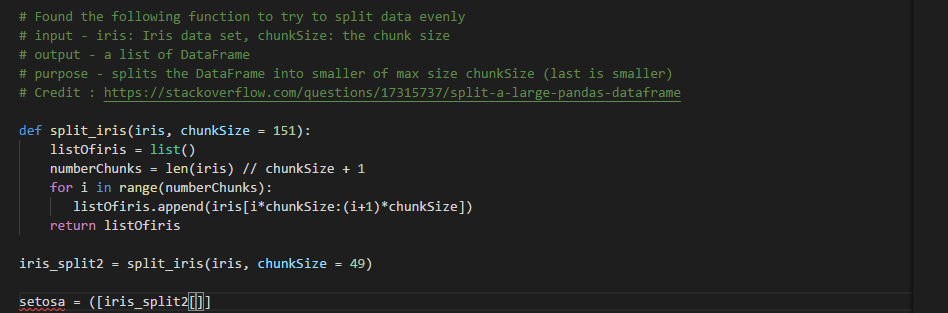 # Found the following function to try to split data evenly
# input - iris: Iris data set, chunkSize: the chunk size
# output - a list of DataFrame
# purpose - splits the DataFrame into smaller of max size chunkSize (last is smaller)
# Credit : https://stackoverflow.com/questions/17315737/split-a-large-pandas-dataframe
def split_iris(iris, chunkSize = 151):
    listOfiris = list()
    numberChunks = len(iris) // chunkSize + 1
    for i in range(numberChunks):
       listOfiris.append(iris[i*chunkSize:(i+1)*chunkSize])
    return listOfiris
iris_split2 = split_iris(iris, chunkSize = 49)
setosa = ([iris_split2[]]